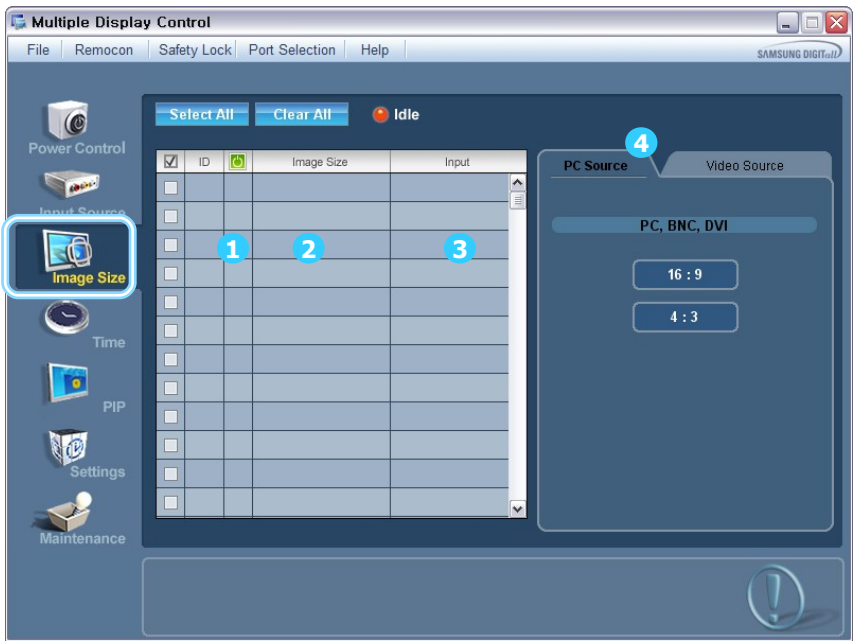 Multiple Display Control
File Remocon Safety Lock Port Selection Help
SAMSUNG DIGITall
Select All Clear All Idle
Power Control
4
ID Image Size Input
PC Source Video Source
Input Source
PC, BNC, DVI
1 2 3
Image Size
16 : 9
4 : 3
Time
PIP
Settings
Maintenance